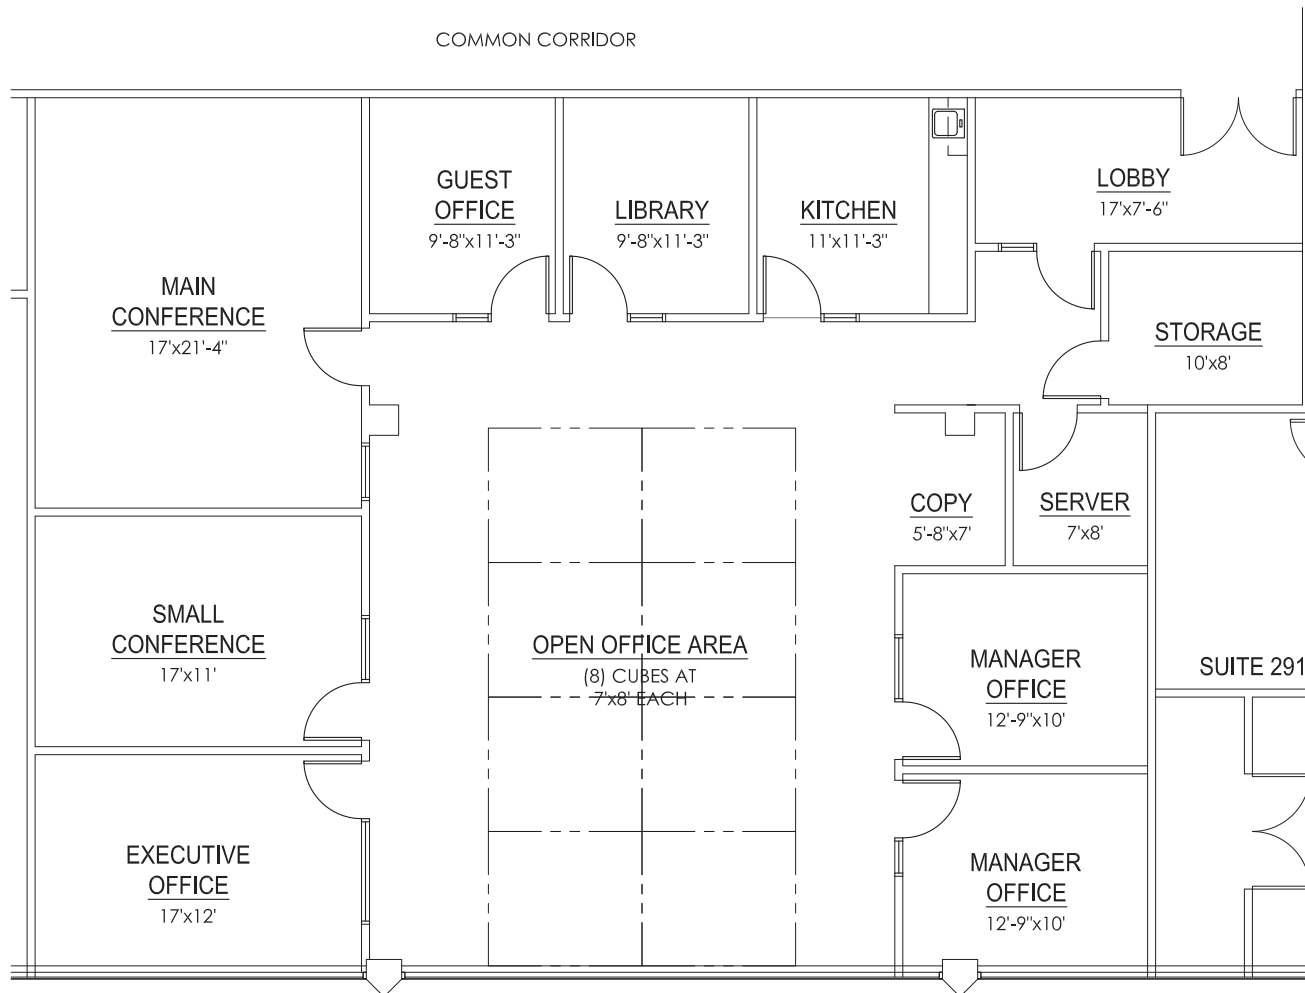 COMMON CORRIDOR
GUEST
OFFICE
9'-8"x11'-3"
LIBRARY
9'-8"x11'-3"
KITCHEN
11'x11'-3"
LOBBY
17'x7'-6"
MAIN
CONFERENCE
17'x21'-4"
STORAGE
10'x8'
COPY
5'-8"x7'
SERVER
7'x8'
SMALL
CONFERENCE
17'x11'
OPEN OFFICE AREA
(8) CUBES AT
7'x8' EACH
MANAGER
OFFICE
12'-9"x10'
SUITE 291
EXECUTIVE
OFFICE
17'x12'
MANAGER
OFFICE
12'-9"x10'